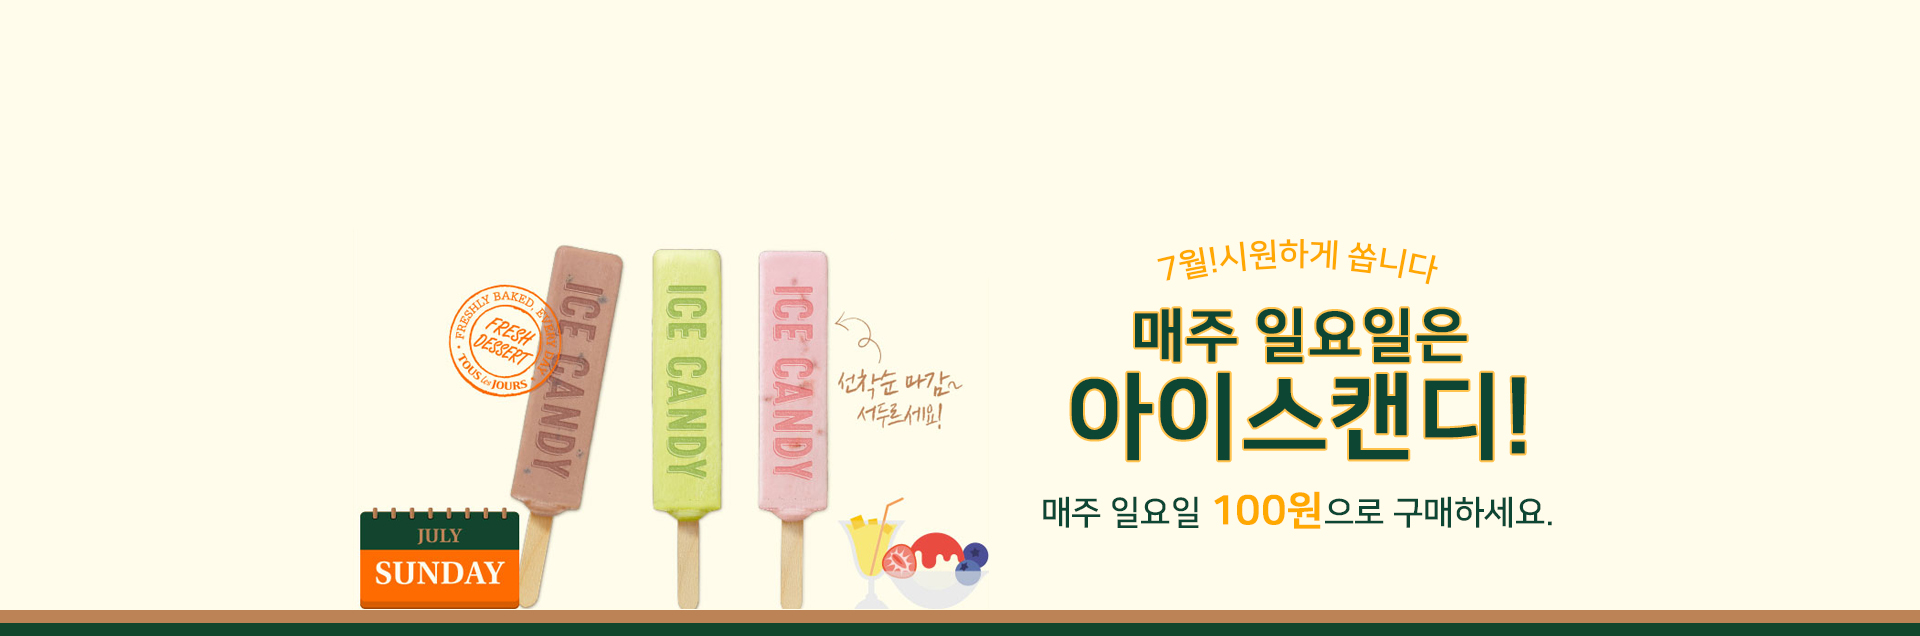 7월!시원하게 쏩니다
매주 일요일은
아이스캔디!
매주 일요일 100원으로 구매하세요.
ICE CANDY
ICE CANDY
ICE CANDY
FRESHLY BAKED, EVERY DAY
FRESH
DESSERT
TOUS les JOURS
선착순 마감~
서두르세요!
JULY
SUNDAY